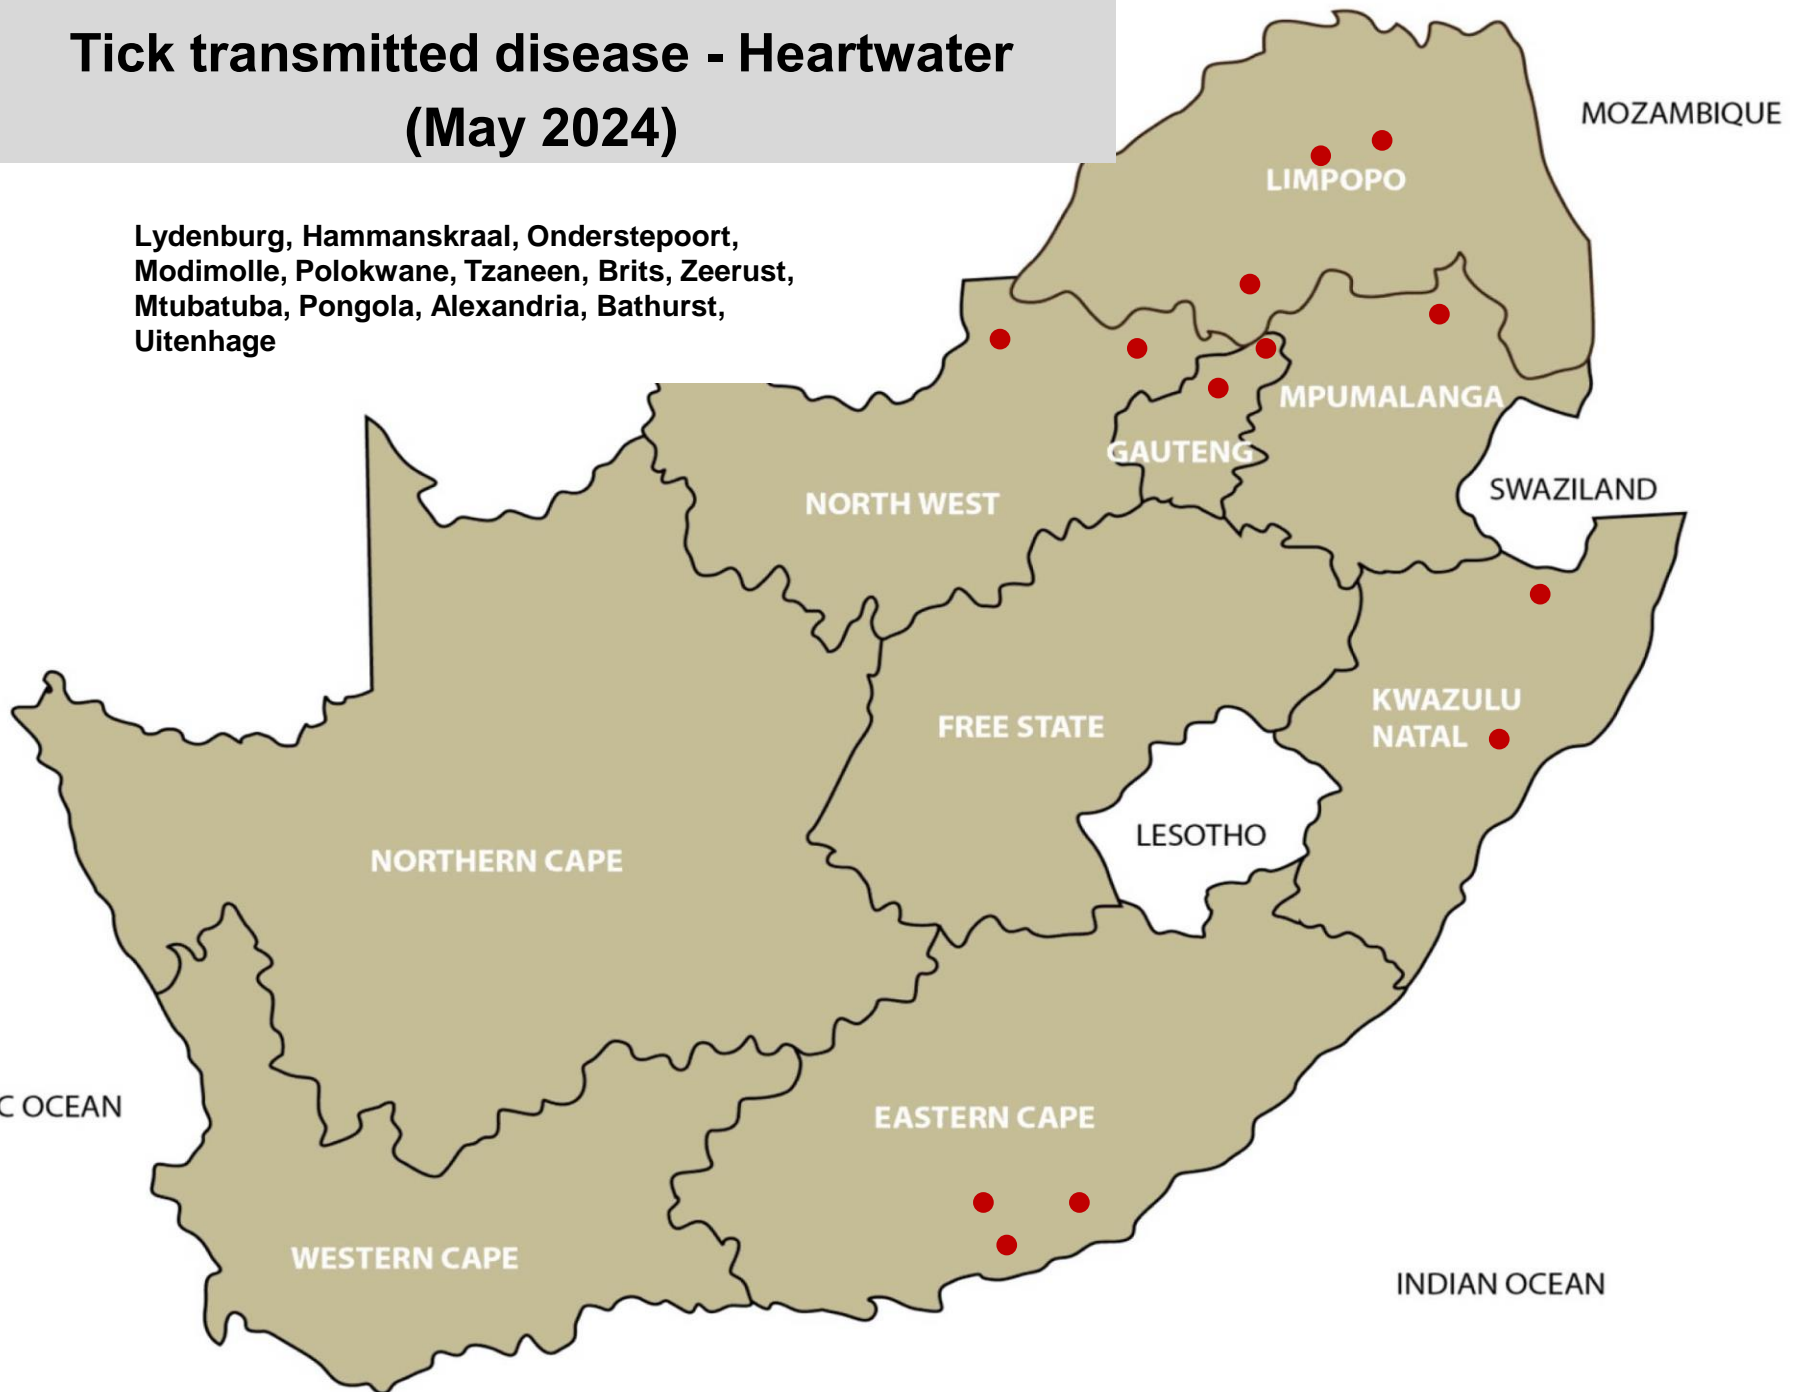 Tick transmitted disease - Heartwater
(May 2024)
MOZAMBIQUE
LIMPOPO
Lydenburg, Hammanskraal, Onderstepoort,
Modimolle, Polokwane, Tzaneen, Brits, Zeerust,
Mtubatuba, Pongola, Alexandria, Bathurst,
Uitenhage
MPUMALANGA
GAUTENG
SWAZILAND
NORTH WEST
KWAZULU
NATAL
FREE STATE
LESOTHO
NORTHERN CAPE
C OCEAN
EASTERN CAPE
WESTERN CAPE
INDIAN OCEAN